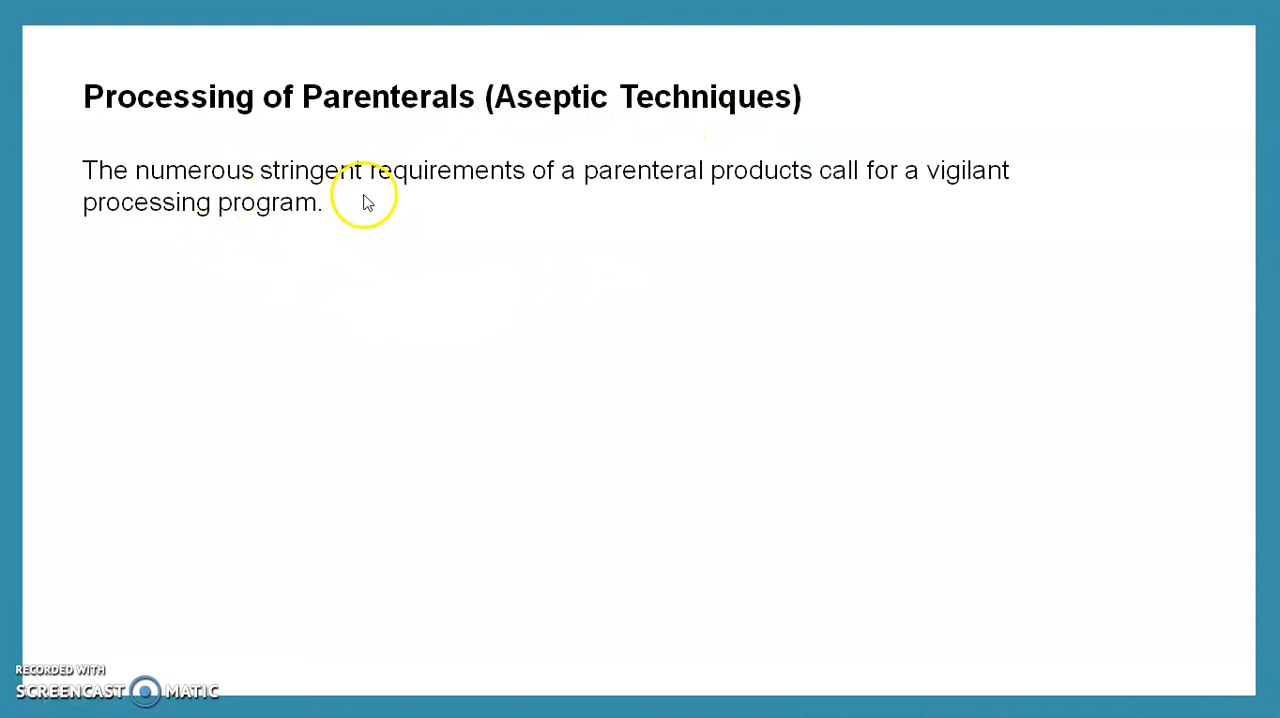 Processing of Parenterals (Aseptic Techniques)
The numerous stringent requirements of a parenteral products call for a vigilant
processing program.
RECORDED WITH
SCREENCAST MATIC